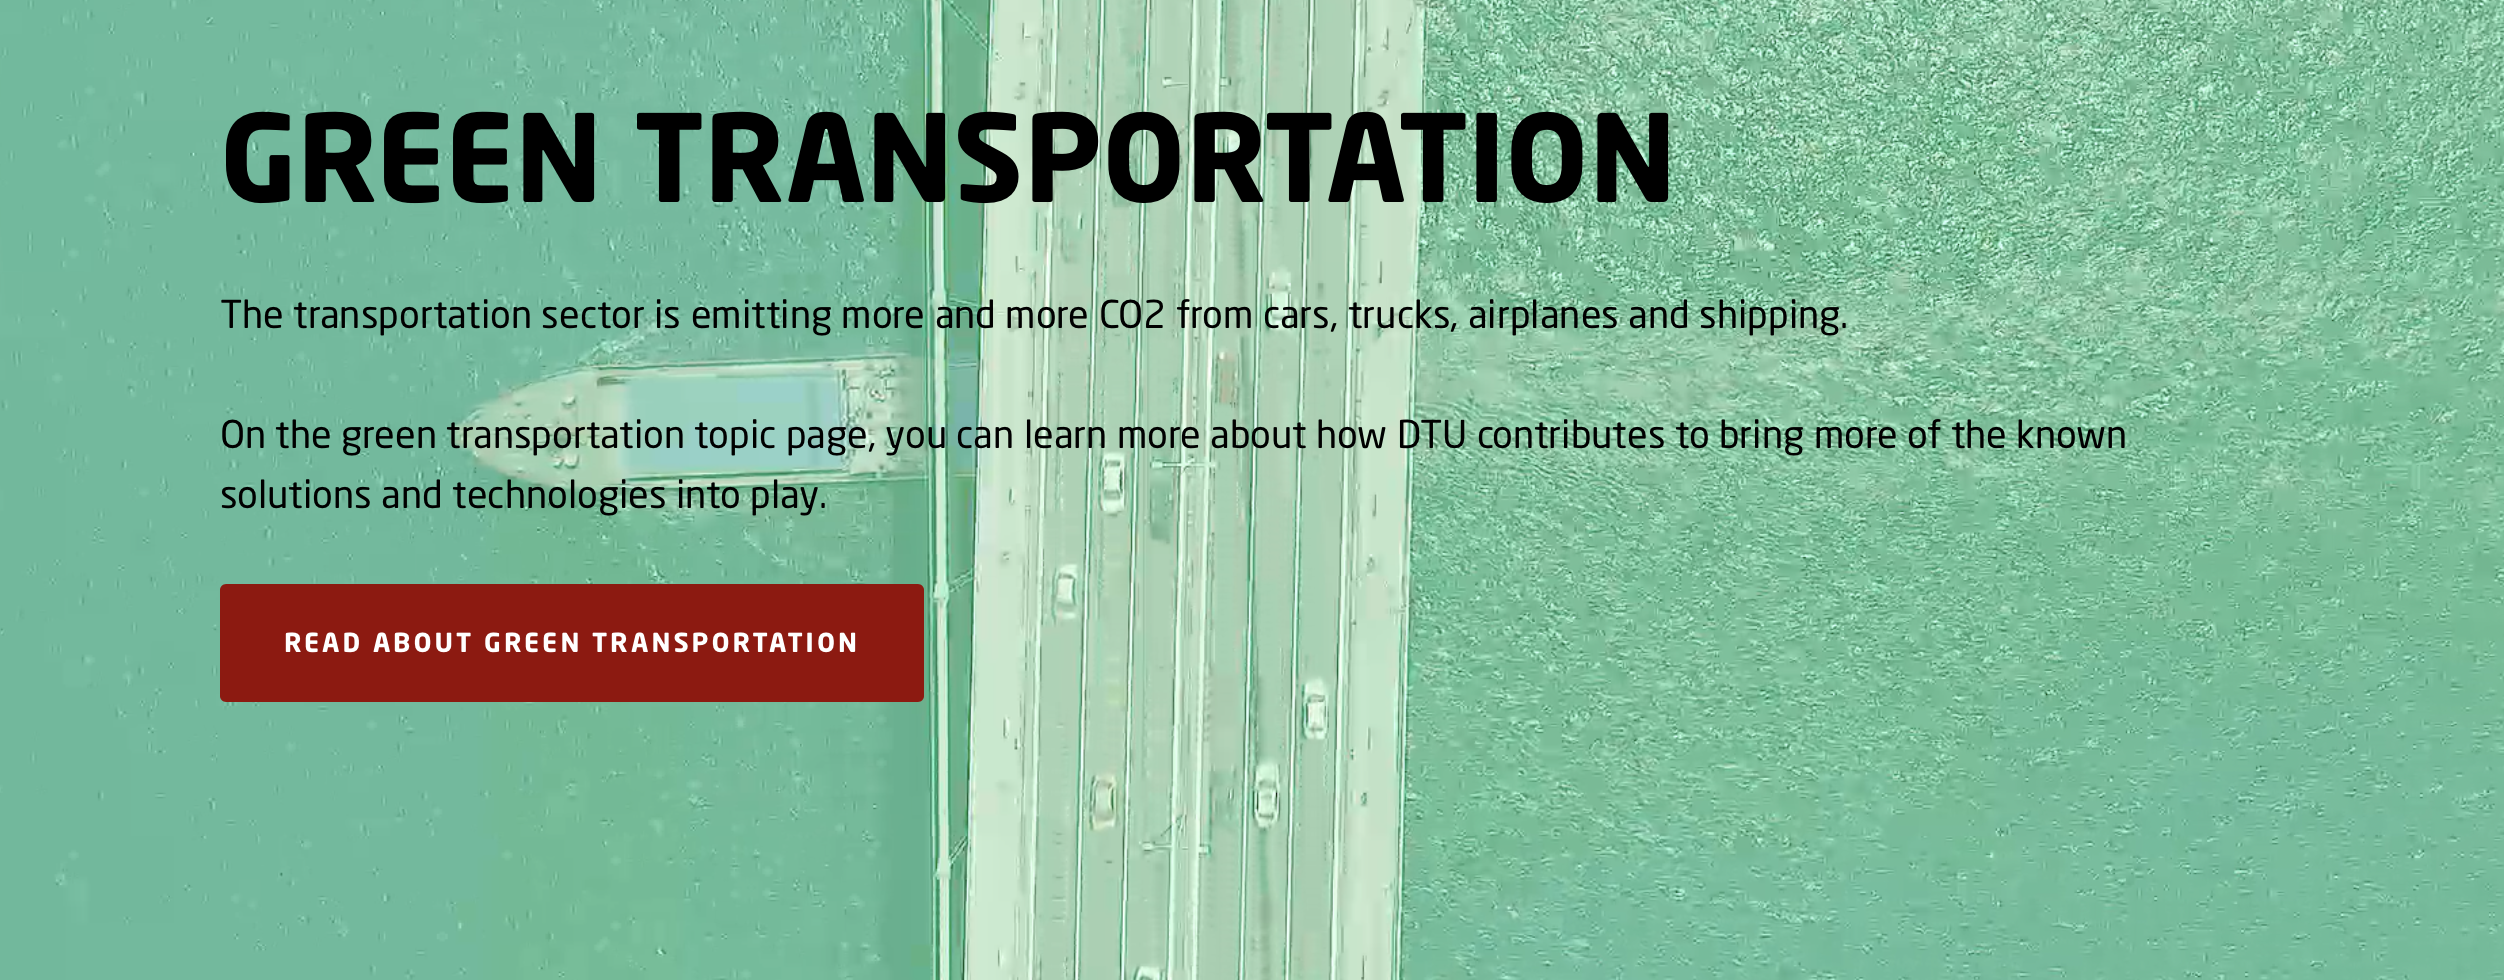 GREEN TRANSPORTATION
The transportation sector is emitting more and more CO2 from cars, trucks, airplanes and shipping.
On the green transportation topic page, you can learn more about how DTU contributes to bring more of the known
solutions and technologies into play.
READ ABOUT GREEN TRANSPORTATION